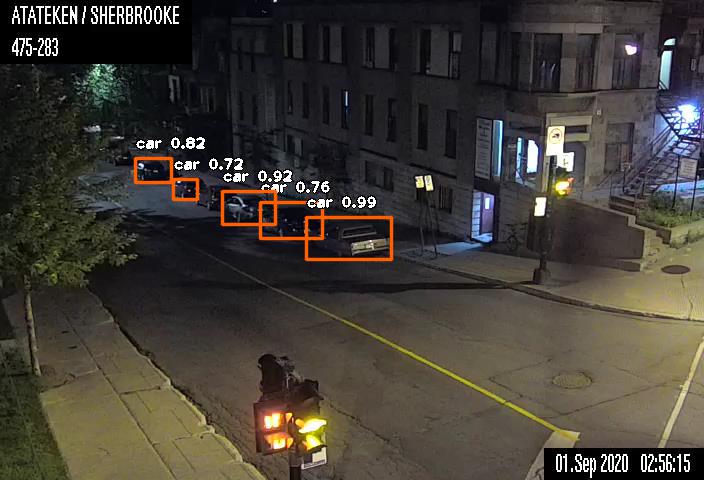 ATATEKEN / SHERBROOKE
475-283
car 0.82
car 0.72
car 0.92
car 0.76
car 0.99
01.Sep 2020 02:56:15